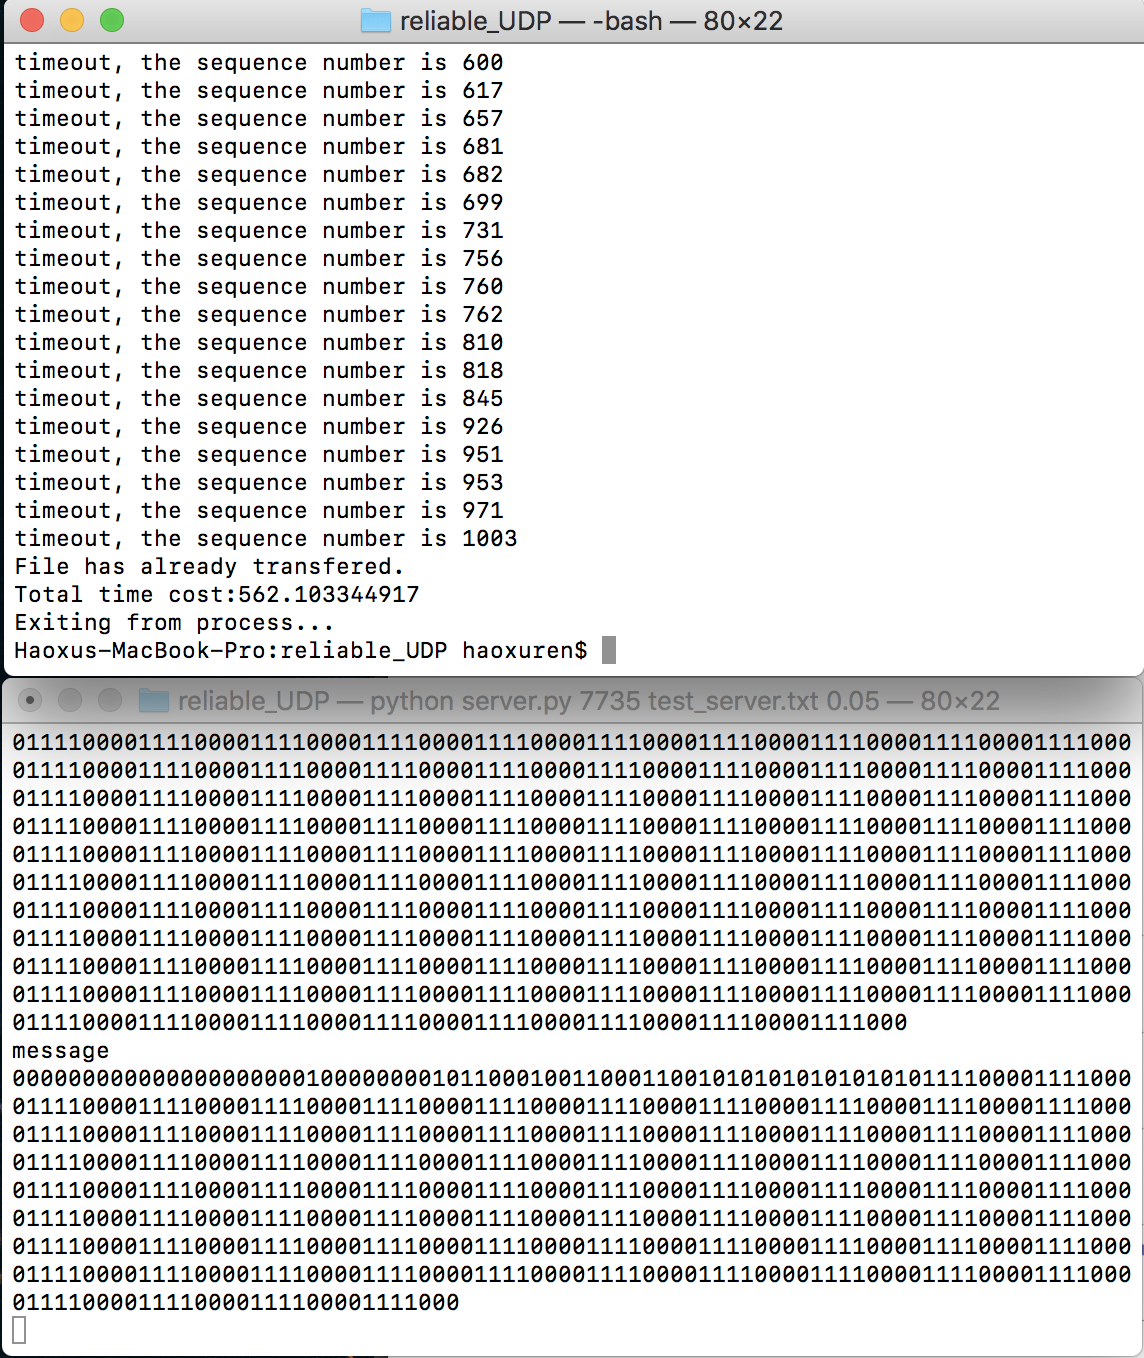 reliable_UDP — -bash — 80×22
timeout, the sequence number is 600
timeout, the sequence number is 617
timeout, the sequence number is 657
timeout, the sequence number is 681
timeout, the sequence number is 682
timeout, the sequence number is 699
timeout, the sequence number is 731
timeout, the sequence number is 756
timeout, the sequence number is 760
timeout, the sequence number is 762
timeout, the sequence number is 810
timeout, the sequence number is 818
timeout, the sequence number is 845
timeout, the sequence number is 926
timeout, the sequence number is 951
timeout, the sequence number is 953
timeout, the sequence number is 971
timeout, the sequence number is 1003
File has already transfered.
Total time cost:562.103344917
Exiting from process...
Haoxus-MacBook-Pro:reliable_UDP haoxuren$
reliable_UDP — python server.py 7735 test_server.txt 0.05 — 80×22
01111000011110000111100001111000011110000111100001111000011110000111100001111000
01111000011110000111100001111000011110000111100001111000011110000111100001111000
01111000011110000111100001111000011110000111100001111000011110000111100001111000
01111000011110000111100001111000011110000111100001111000011110000111100001111000
01111000011110000111100001111000011110000111100001111000011110000111100001111000
01111000011110000111100001111000011110000111100001111000011110000111100001111000
01111000011110000111100001111000011110000111100001111000011110000111100001111000
01111000011110000111100001111000011110000111100001111000011110000111100001111000
01111000011110000111100001111000011110000111100001111000011110000111100001111000
01111000011110000111100001111000011110000111100001111000011110000111100001111000
0111100001111000011110000111100001111000011110000111100001111000
message
00000000000000000000010000000010110001001100011001010101010101010111100001111000
01111000011110000111100001111000011110000111100001111000011110000111100001111000
01111000011110000111100001111000011110000111100001111000011110000111100001111000
01111000011110000111100001111000011110000111100001111000011110000111100001111000
01111000011110000111100001111000011110000111100001111000011110000111100001111000
01111000011110000111100001111000011110000111100001111000011110000111100001111000
01111000011110000111100001111000011110000111100001111000011110000111100001111000
01111000011110000111100001111000011110000111100001111000011110000111100001111000
01111000011110000111100001111000